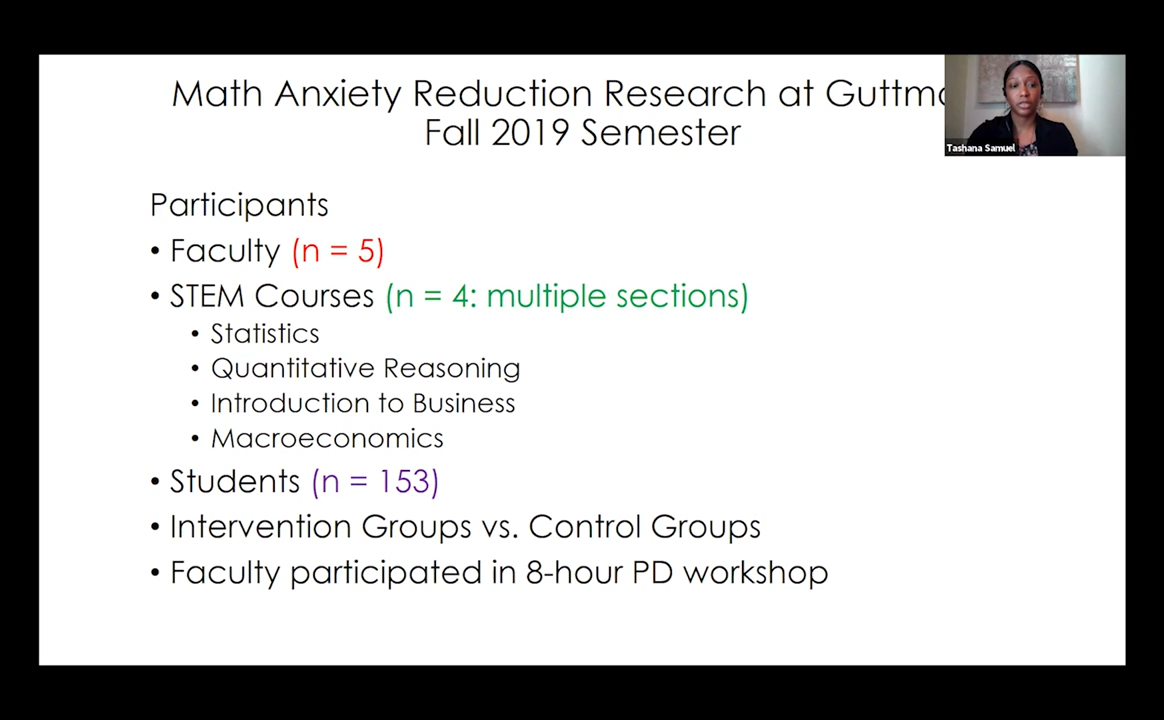 Math Anxiety Reduction Research at Guttma
Fall 2019 Semester
Tashana Samuel
Participants
• Faculty (n = 5)
• STEM Courses (n = 4: multiple sections)
• Statistics
• Quantitative Reasoning
• Introduction to Business
• Macroeconomics
• Students (n = 153)
• Intervention Groups vs. Control Groups
• Faculty participated in 8-hour PD workshop